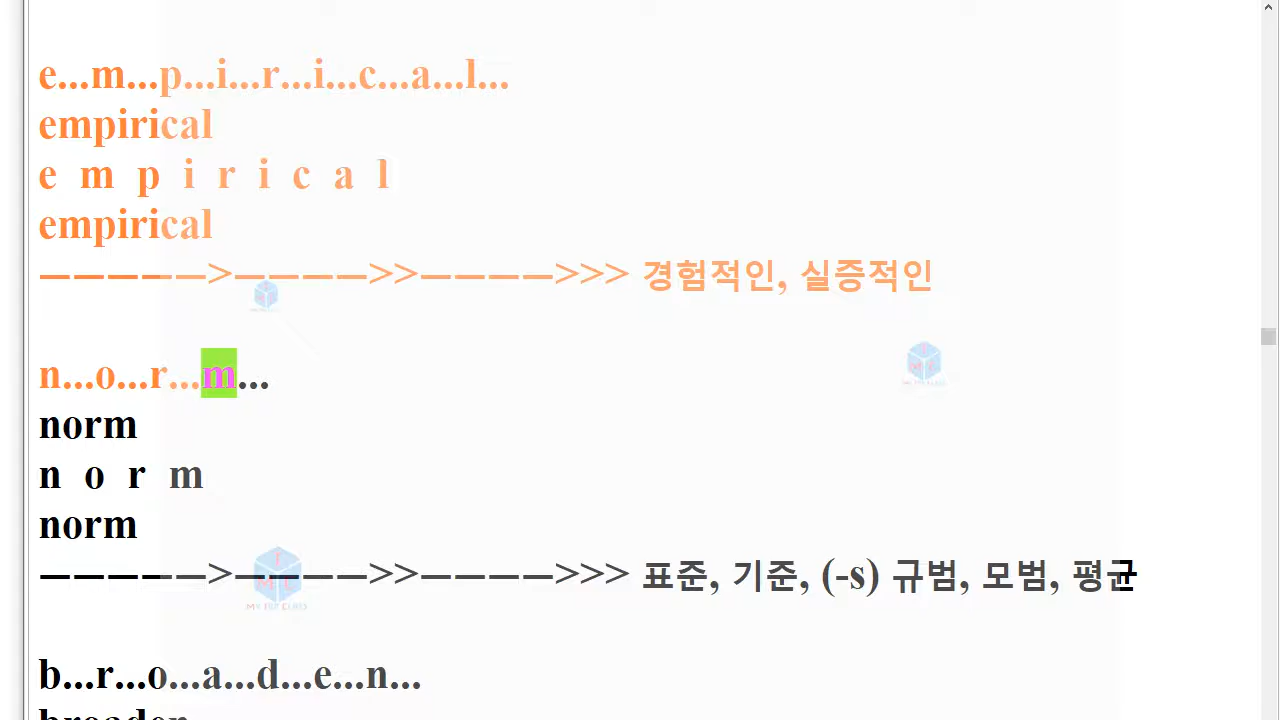 e...m...p...i...r...i...c...a...l...
empirical
e m p i r i c a l
empirical
——————>————>>————>>> 경험적인, 실증적인
n...o...r...m...
norm
n o r m
norm
——————>————>>————>>> 표준, 기준, (-s) 규범, 모범, 평균
b...r...o...a...d...e...n...
broaden